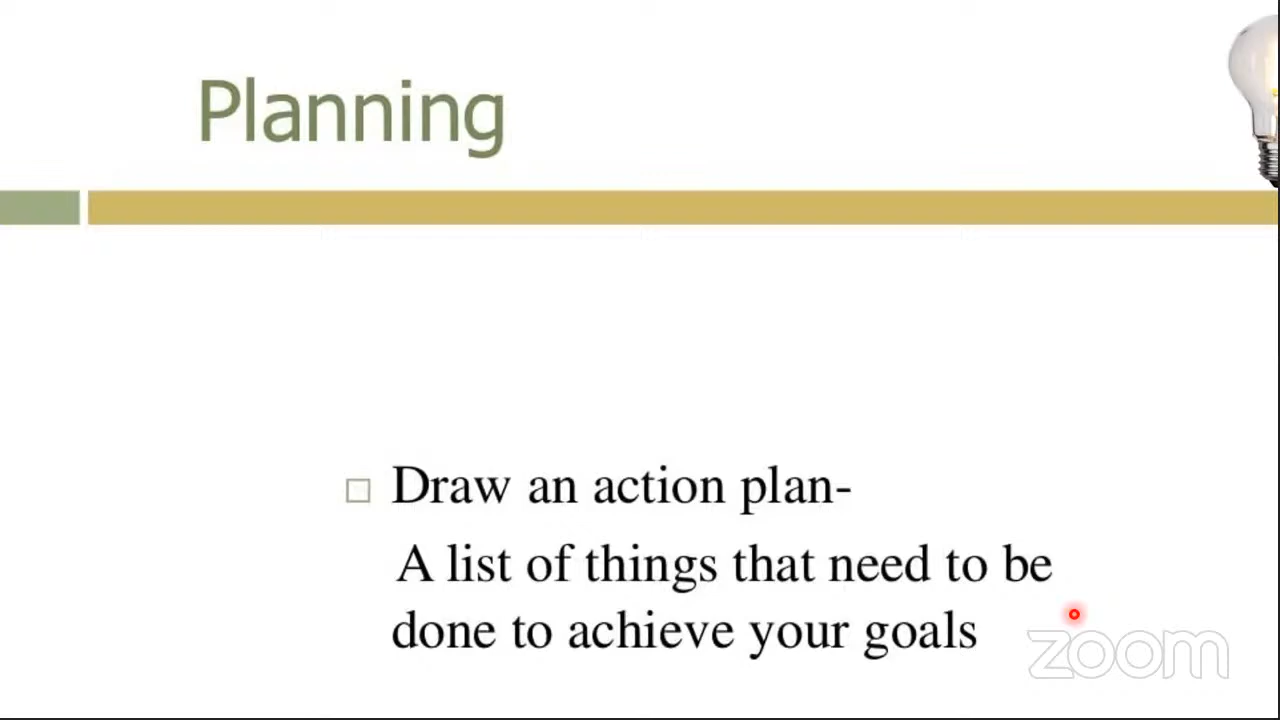 Planning
Draw an action plan-
A list of things that need to be
done to achieve your goals
zoom